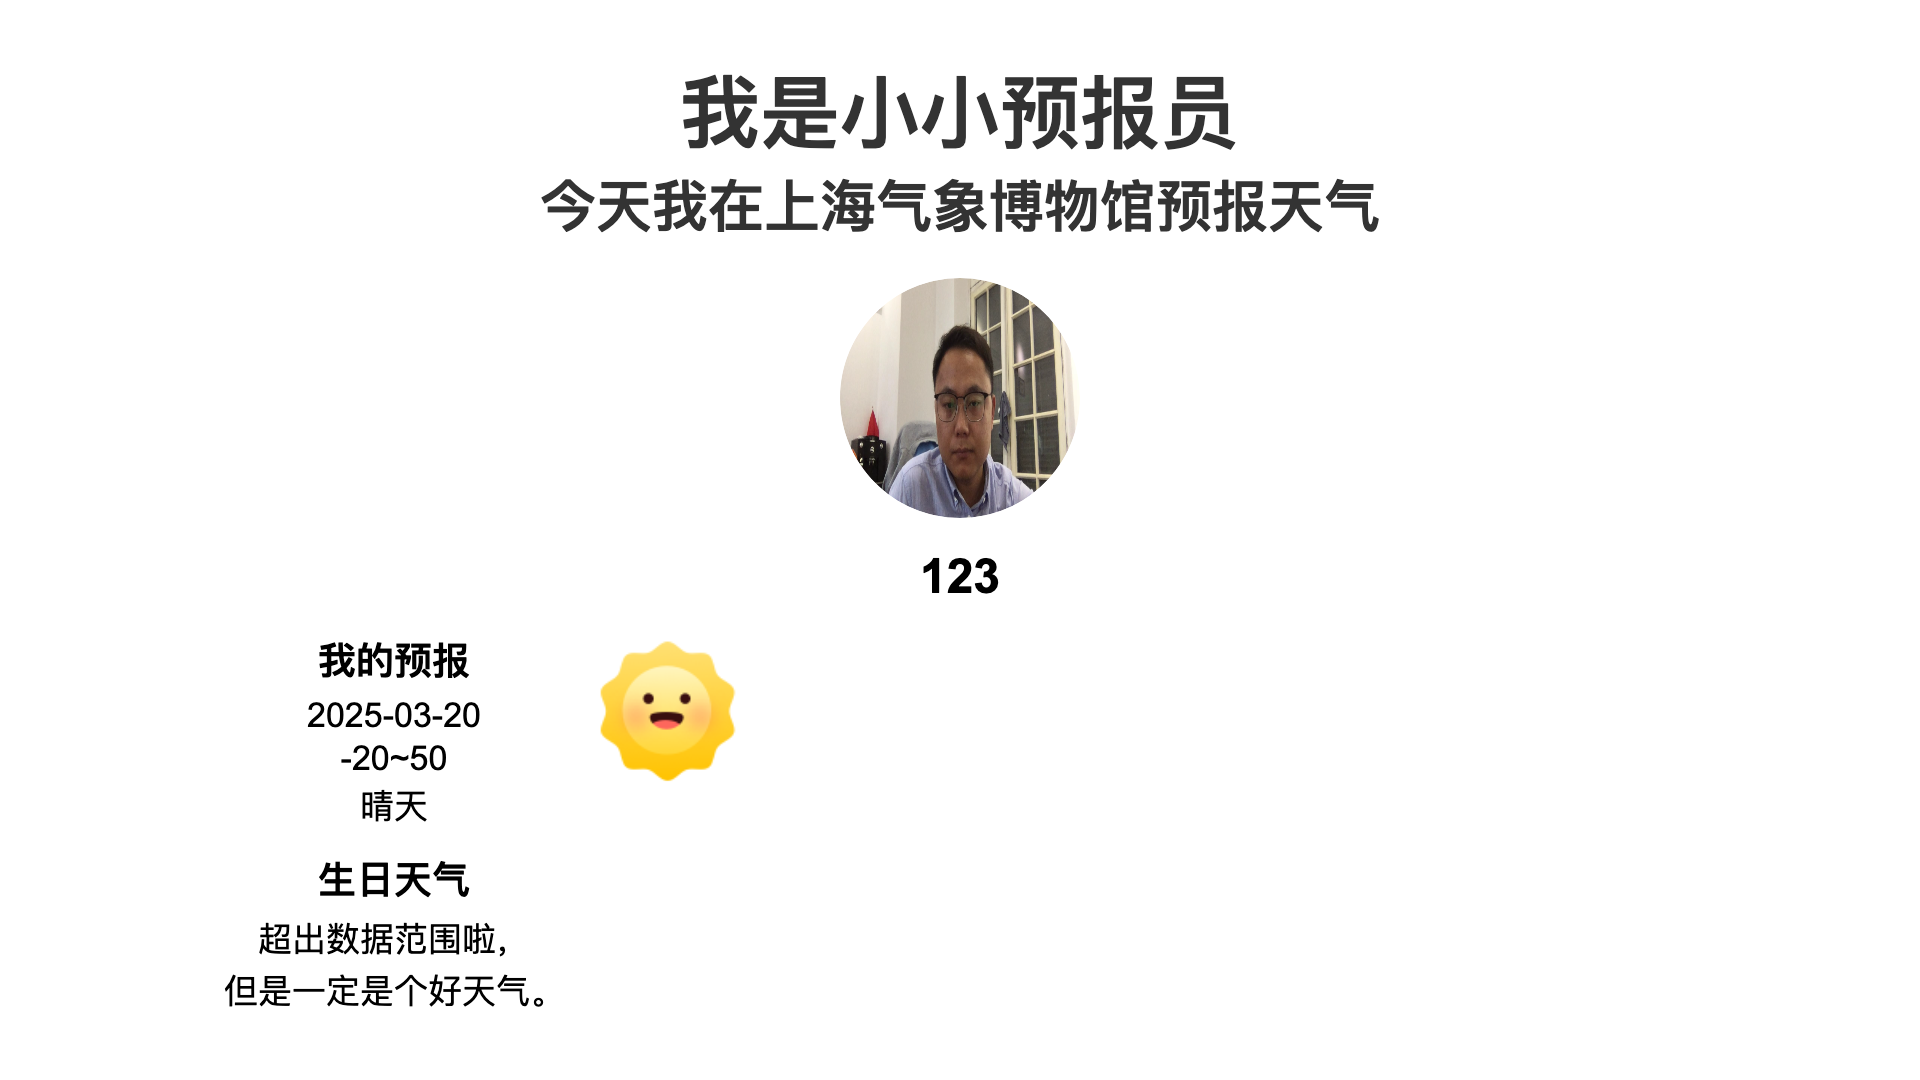 我是小小预报员
今天我在上海气象博物馆预报天气
123
我的预报
2025-03-20
-20~50
晴天
生日天气
超出数据范围啦，
但是一定是个好天气。